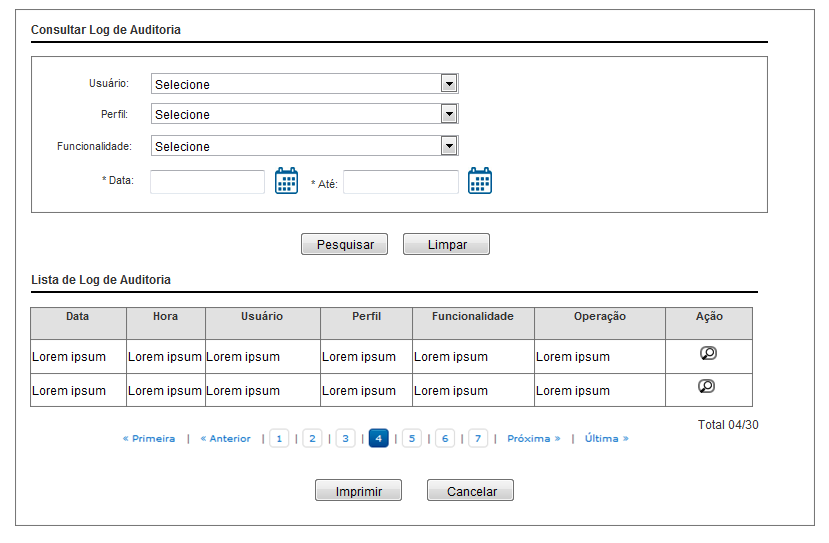 Consultar Log de Auditoria
Usuário: Selecione
Perfil: Selecione
Funcionalidade: Selecione
* Data: * Até:
Pesquisar Limpar
Lista de Log de Auditoria
Data Hora Usuário Perfil Funcionalidade Operação Ação
Lorem ipsum Lorem ipsum Lorem ipsum Lorem ipsum Lorem ipsum Lorem ipsum
Lorem ipsum Lorem ipsum Lorem ipsum Lorem ipsum Lorem ipsum Lorem ipsum
Total 04/30
« Primeira | « Anterior | 1 | 2 | 3 | 4 | 5 | 6 | 7 | Próxima » | Última »
Imprimir Cancelar